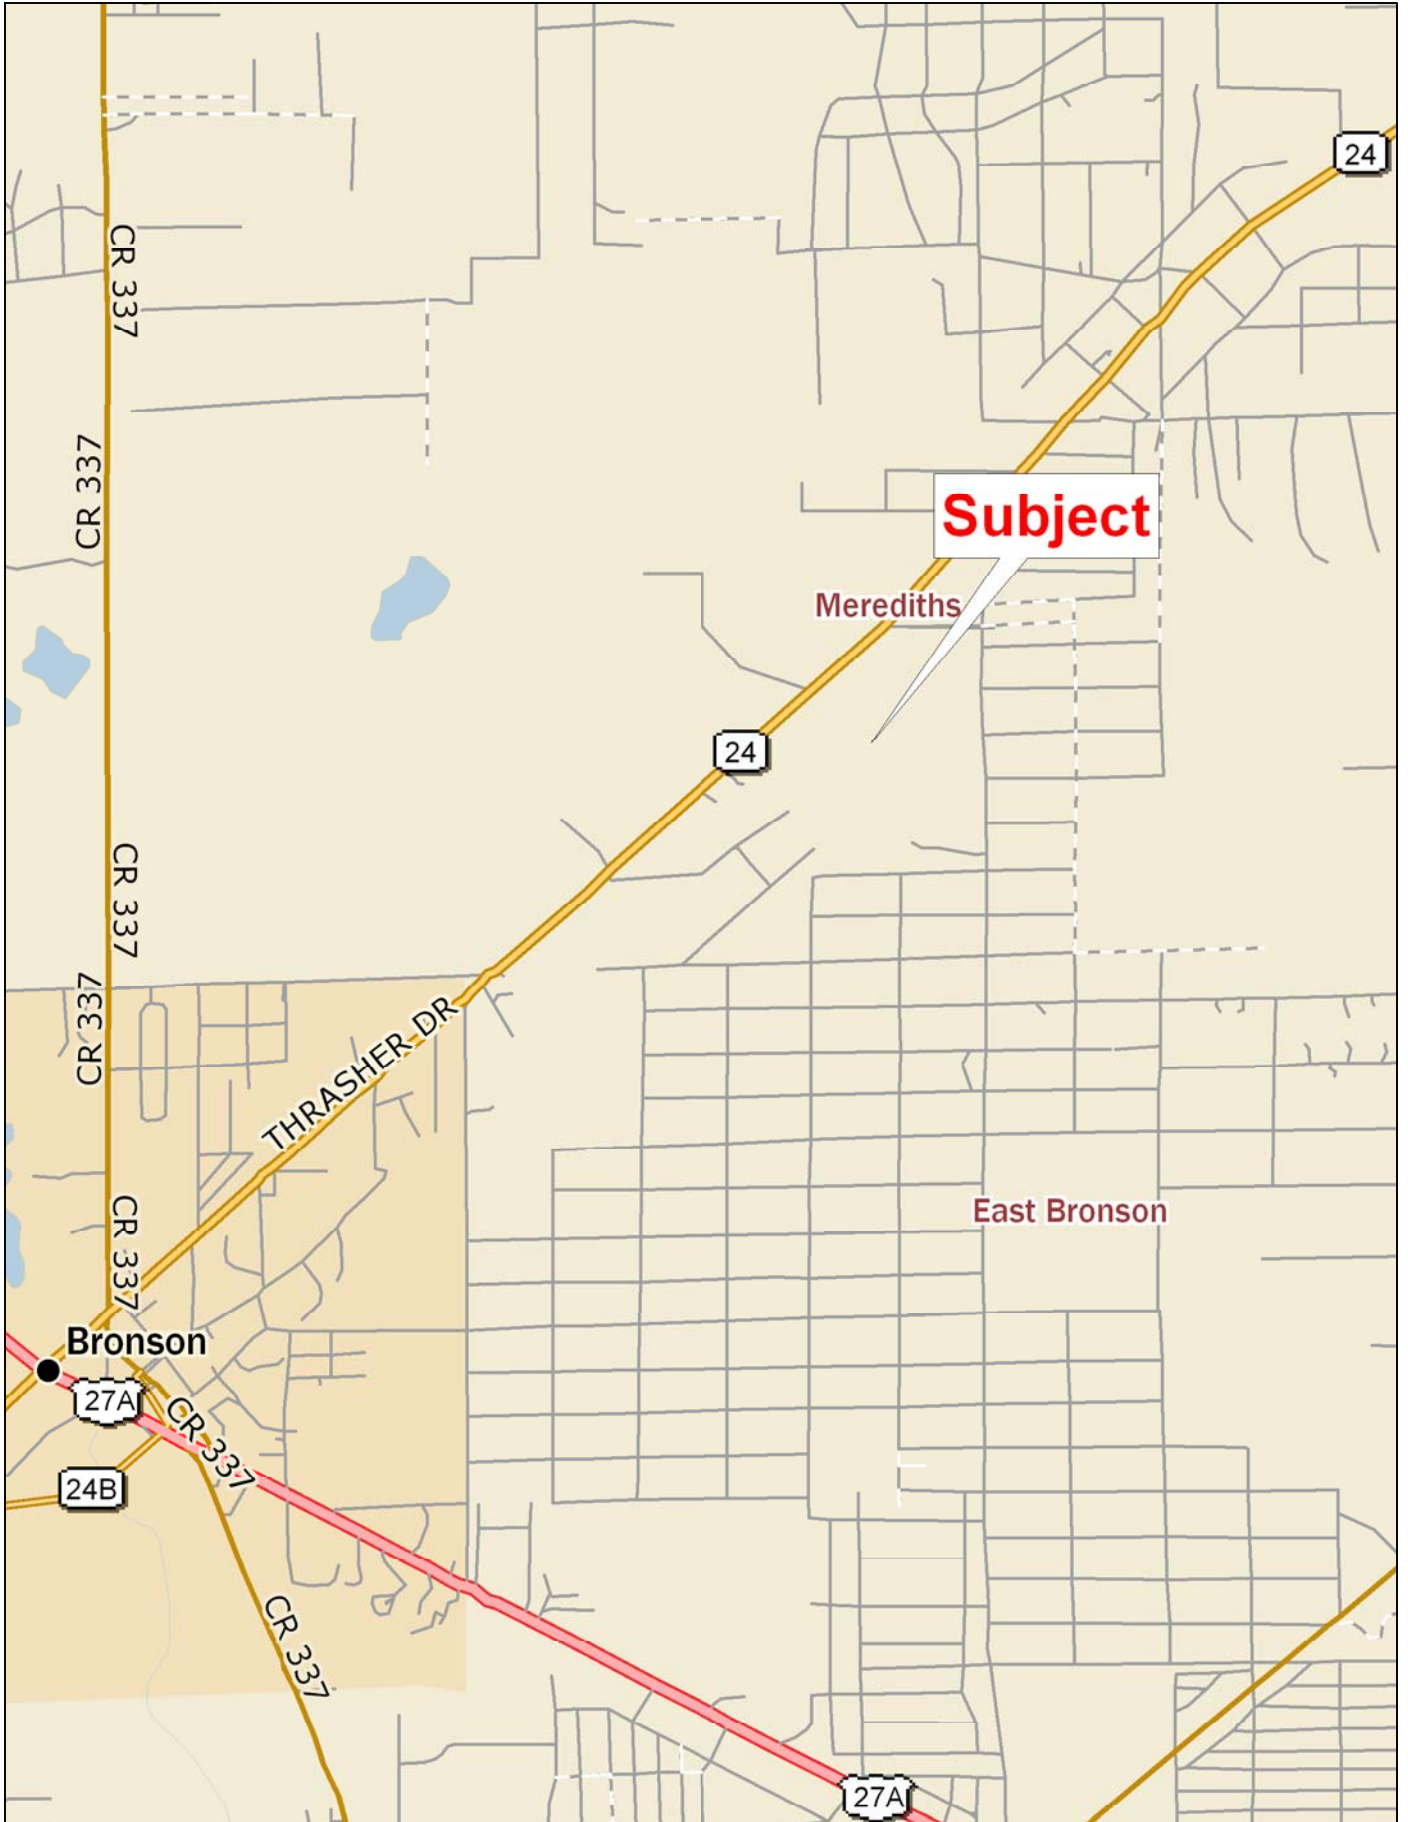 24
CR 337
CR 337
Subject
Merediths
24
CR 337
CR 337
THRASHER DR
CR 337
East Bronson
Bronson
27A
CR 337
24B
CR 337
27A